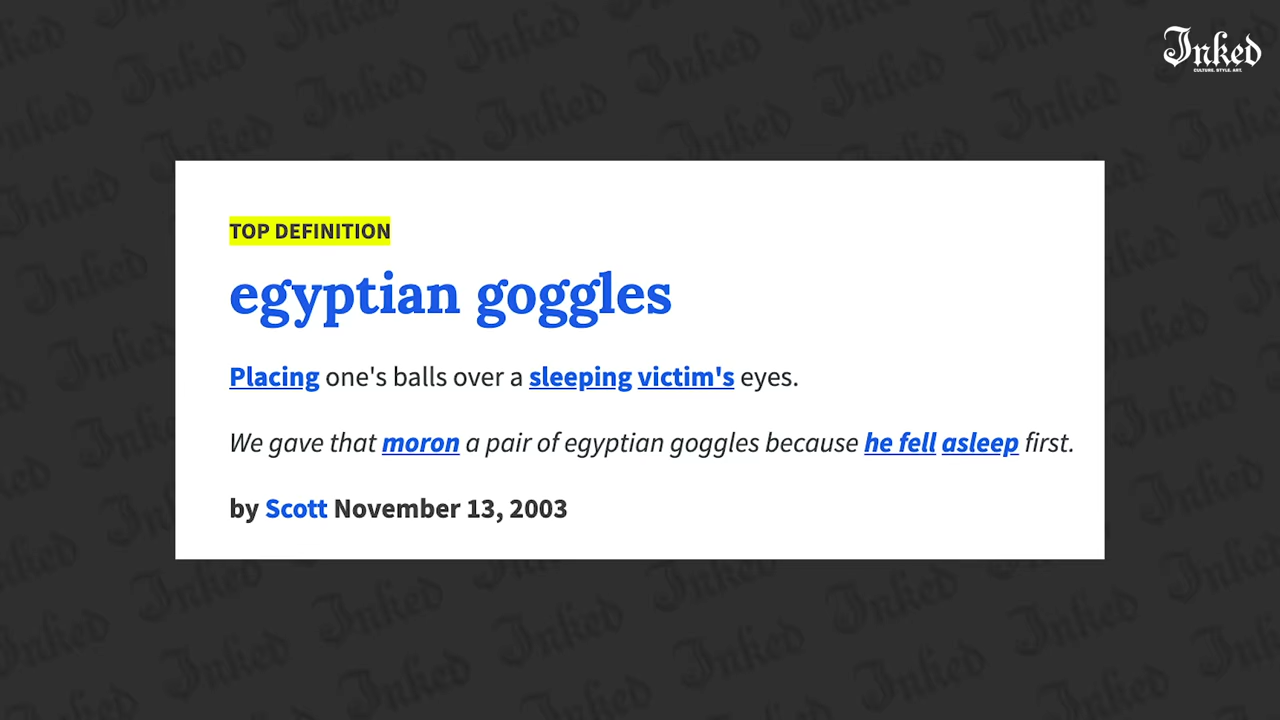 Inked
CULTURE. STYLE. ART.
TOP DEFINITION
egyptian goggles
Placing one's balls over a sleeping victim's eyes.
We gave that moron a pair of egyptian goggles because he fell asleep first.
by Scott November 13, 2003